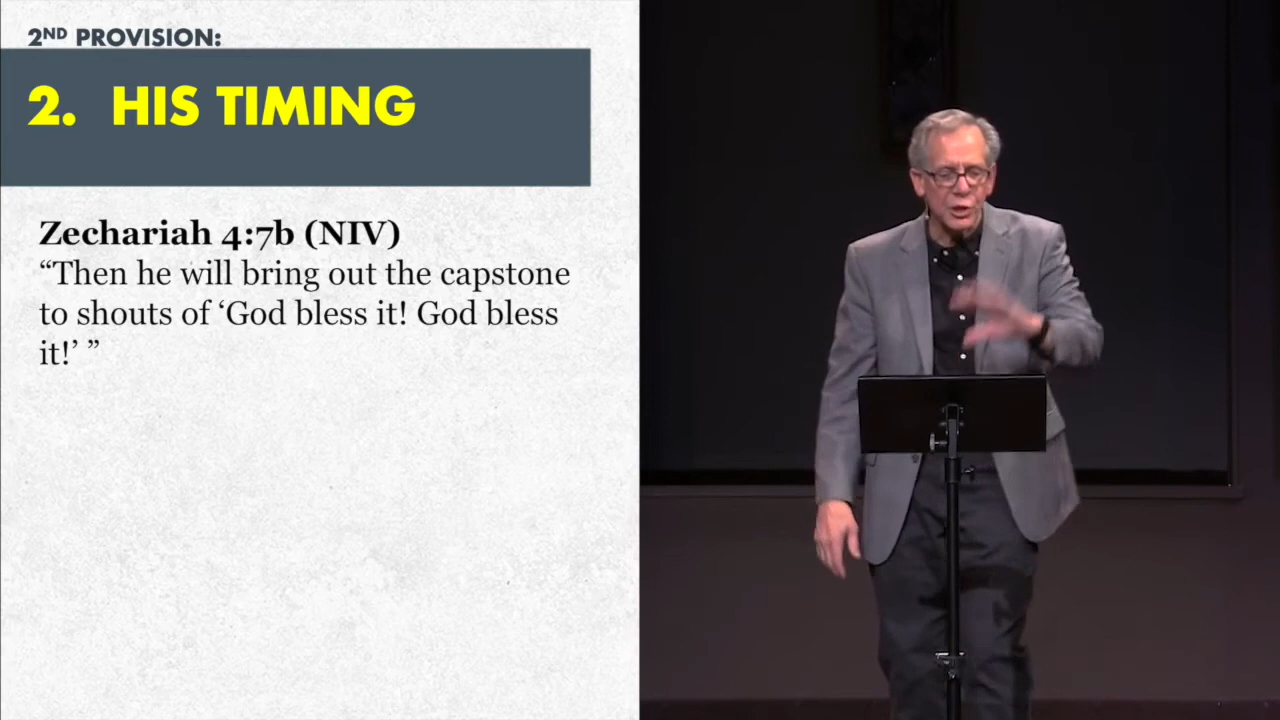 2ND PROVISION:
2. HIS TIMING
Zechariah 4:7b (NIV)
“Then he will bring out the capstone
to shouts of ‘God bless it! God bless
it!’ ”